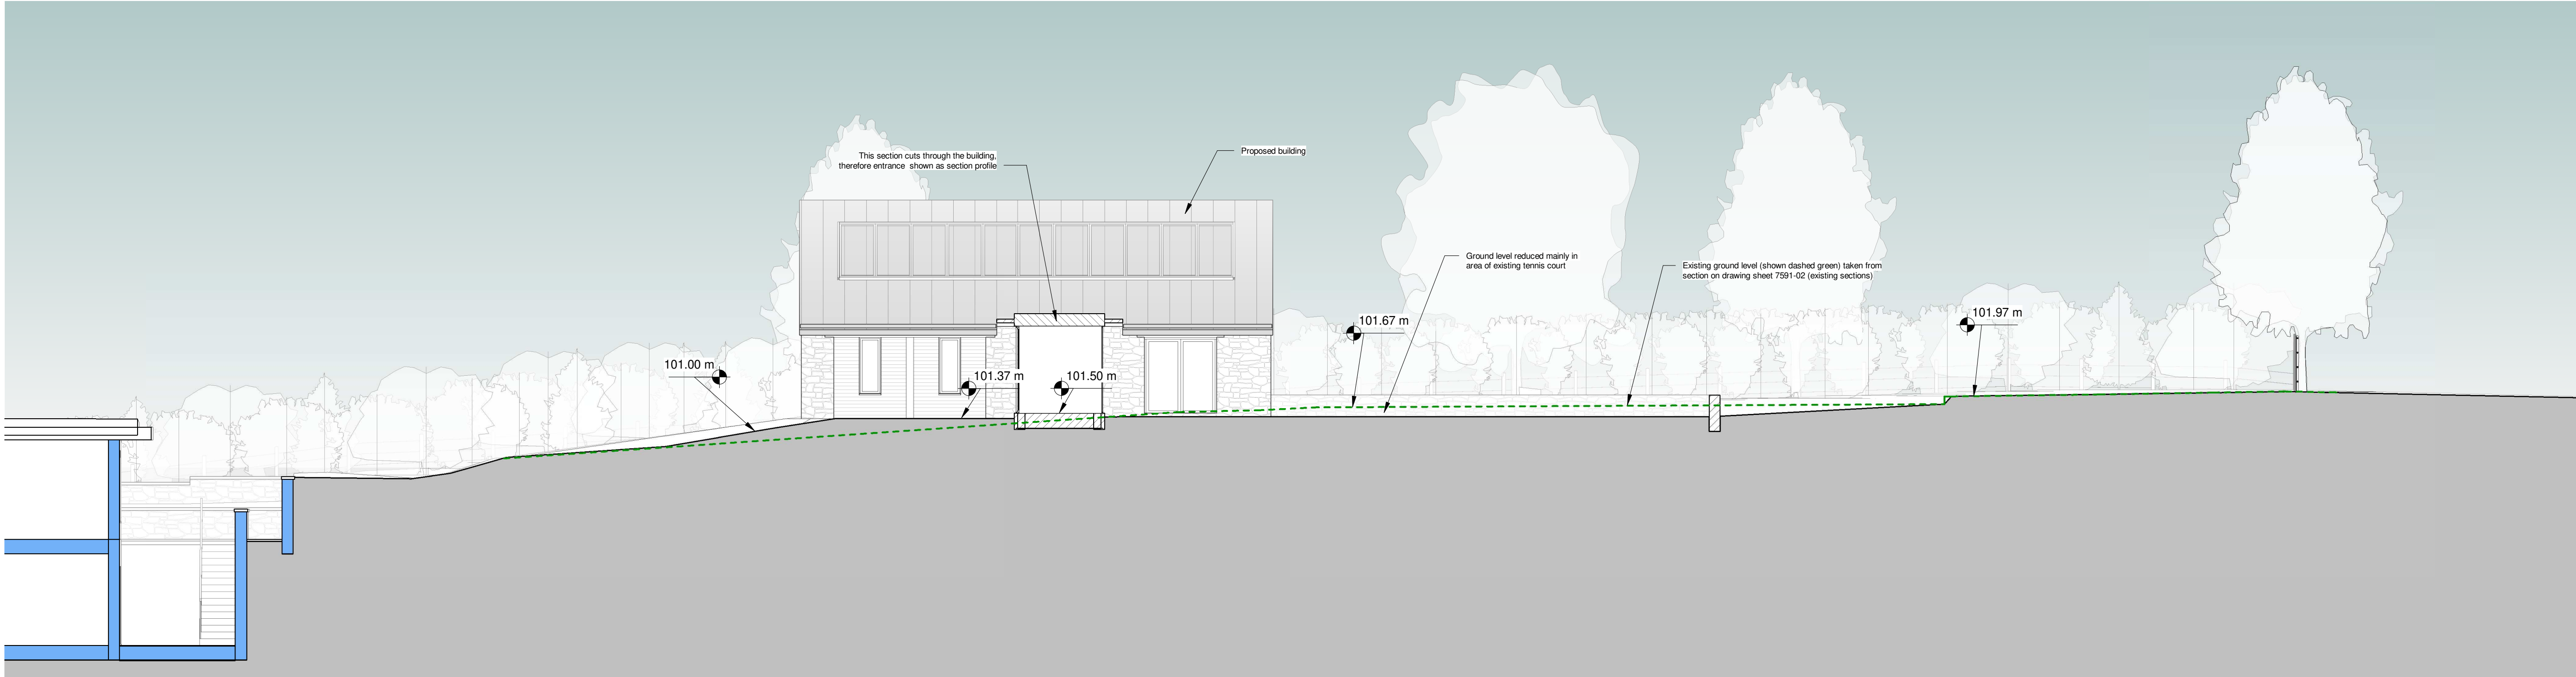 This section cuts through the building,
therefore entrance shown as section profile
Proposed building
Ground level reduced mainly in
area of existing tennis court
Existing ground level (shown dashed green) taken from
section on drawing sheet 7591-02 (existing sections)
101.00 m
101.37 m
101.50 m
101.67 m
101.97 m